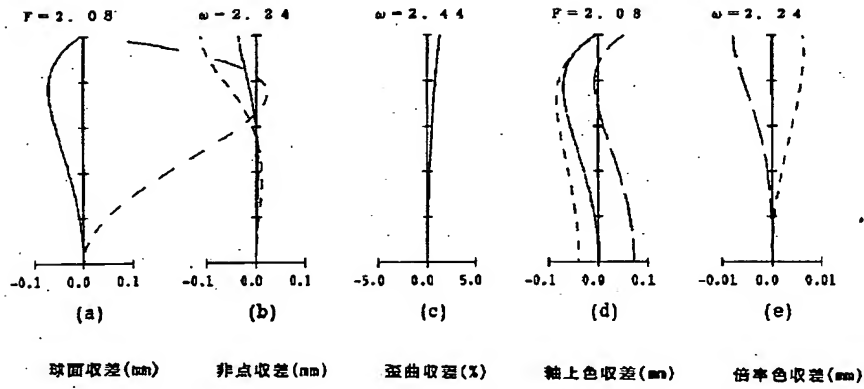 F=2.08 ω=2.24 ω=2.44 F=2.08 ω=2.24
-0.1 0.0 0.1 -0.1 0.0 0.1 -5.0 0.0 5.0 -0.1 0.0 0.1 -0.01 0.0 0.01
(a) (b) (c) (d) (e)
球面収差(mm) 非点収差(mm) 歪曲収差(%) 軸上色収差(mm) 倍率色収差(mm)